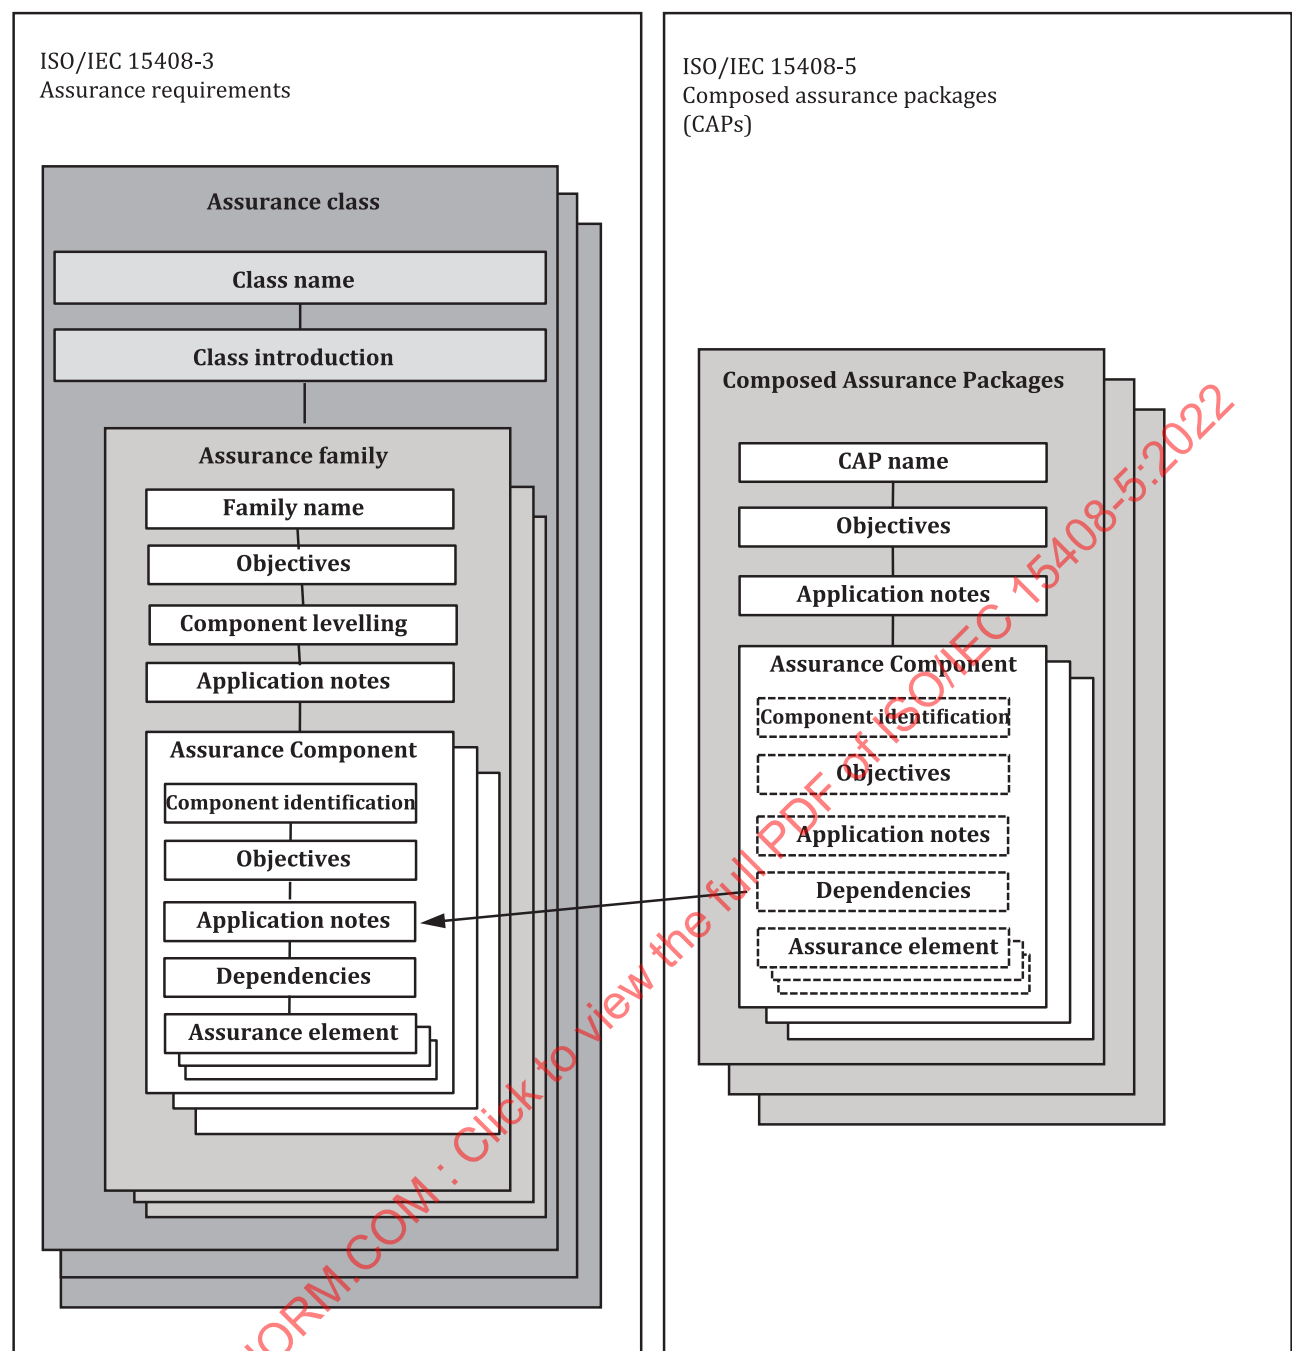 ISO/IEC 15408-3
Assurance requirements
Assurance class
Class name
Class introduction
Assurance family
Family name
Objectives
Component levelling
Application notes
Assurance Component
Component identification
Objectives
Application notes
Dependencies
Assurance element
ISO/IEC 15408-5
Composed assurance packages
(CAPs)
Composed Assurance Packages
CAP name
Objectives
Application notes
Assurance Component
Component identification
Objectives
Application notes
Dependencies
Assurance element
NORM.COM : Click to view the full PDF of ISO/IEC 15408-5:2022